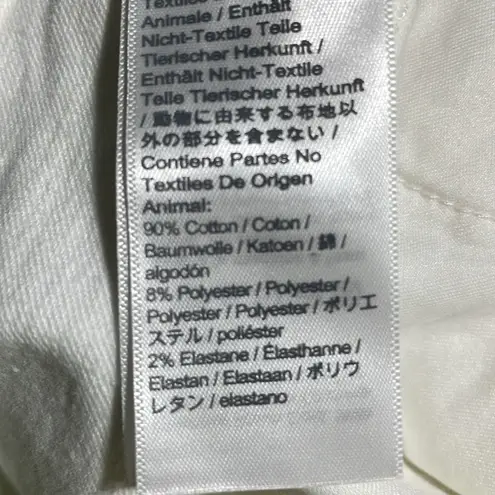 Animale / Enthält
Nicht-Textile Teile
Tierischer Herkunft /
Enthält Nicht-Textile
Teile Tierischer Herkunft
/ 動物に由来する布地以
外の部分を含まない /
Contiene Partes No
Textiles De Origen
Animal:
90% Cotton / Coton /
Baumwolle / Katoen / 綿 /
algodón
8% Polyester / Polyester /
Polyester / Polyester / ポリエ
ステル / poliéster
2% Elastane / Élasthanne /
Elastan / Elastaan / ポリウ
レタン / elastano